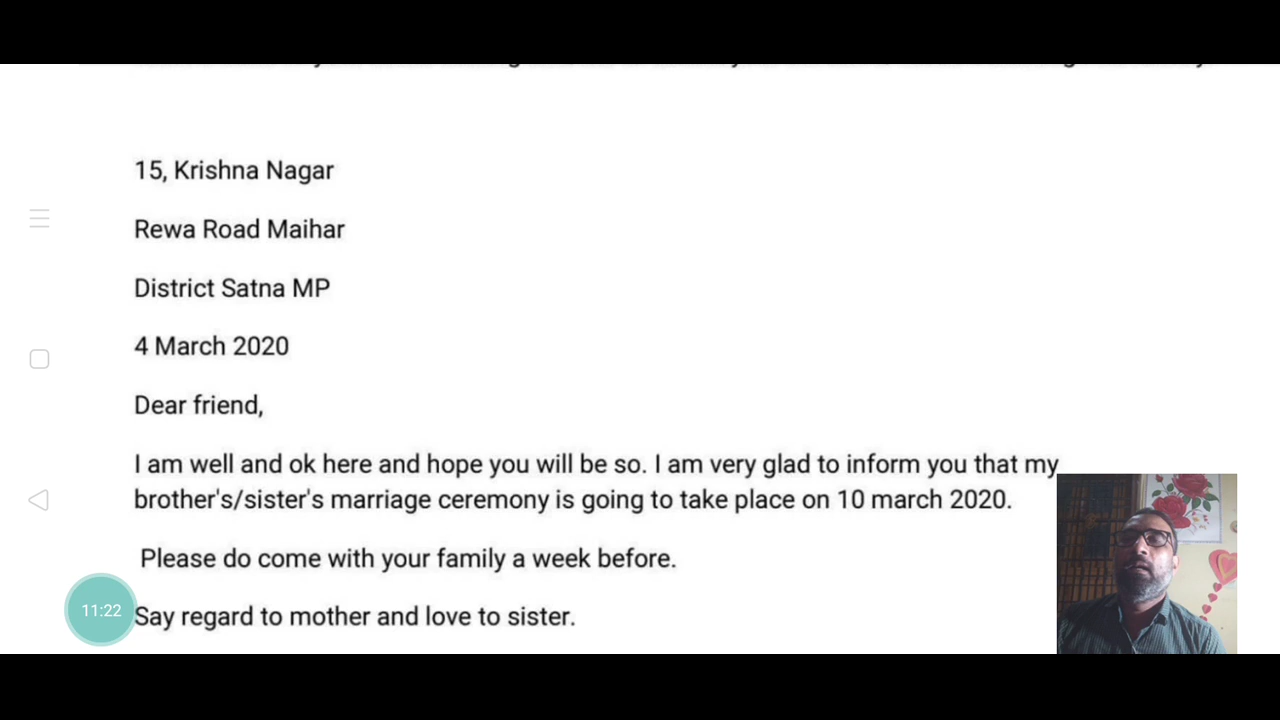 15, Krishna Nagar
Rewa Road Maihar
District Satna MP
4 March 2020
Dear friend,
I am well and ok here and hope you will be so. I am very glad to inform you that my
brother's/sister's marriage ceremony is going to take place on 10 march 2020.
Please do come with your family a week before.
11:22
Say regard to mother and love to sister.